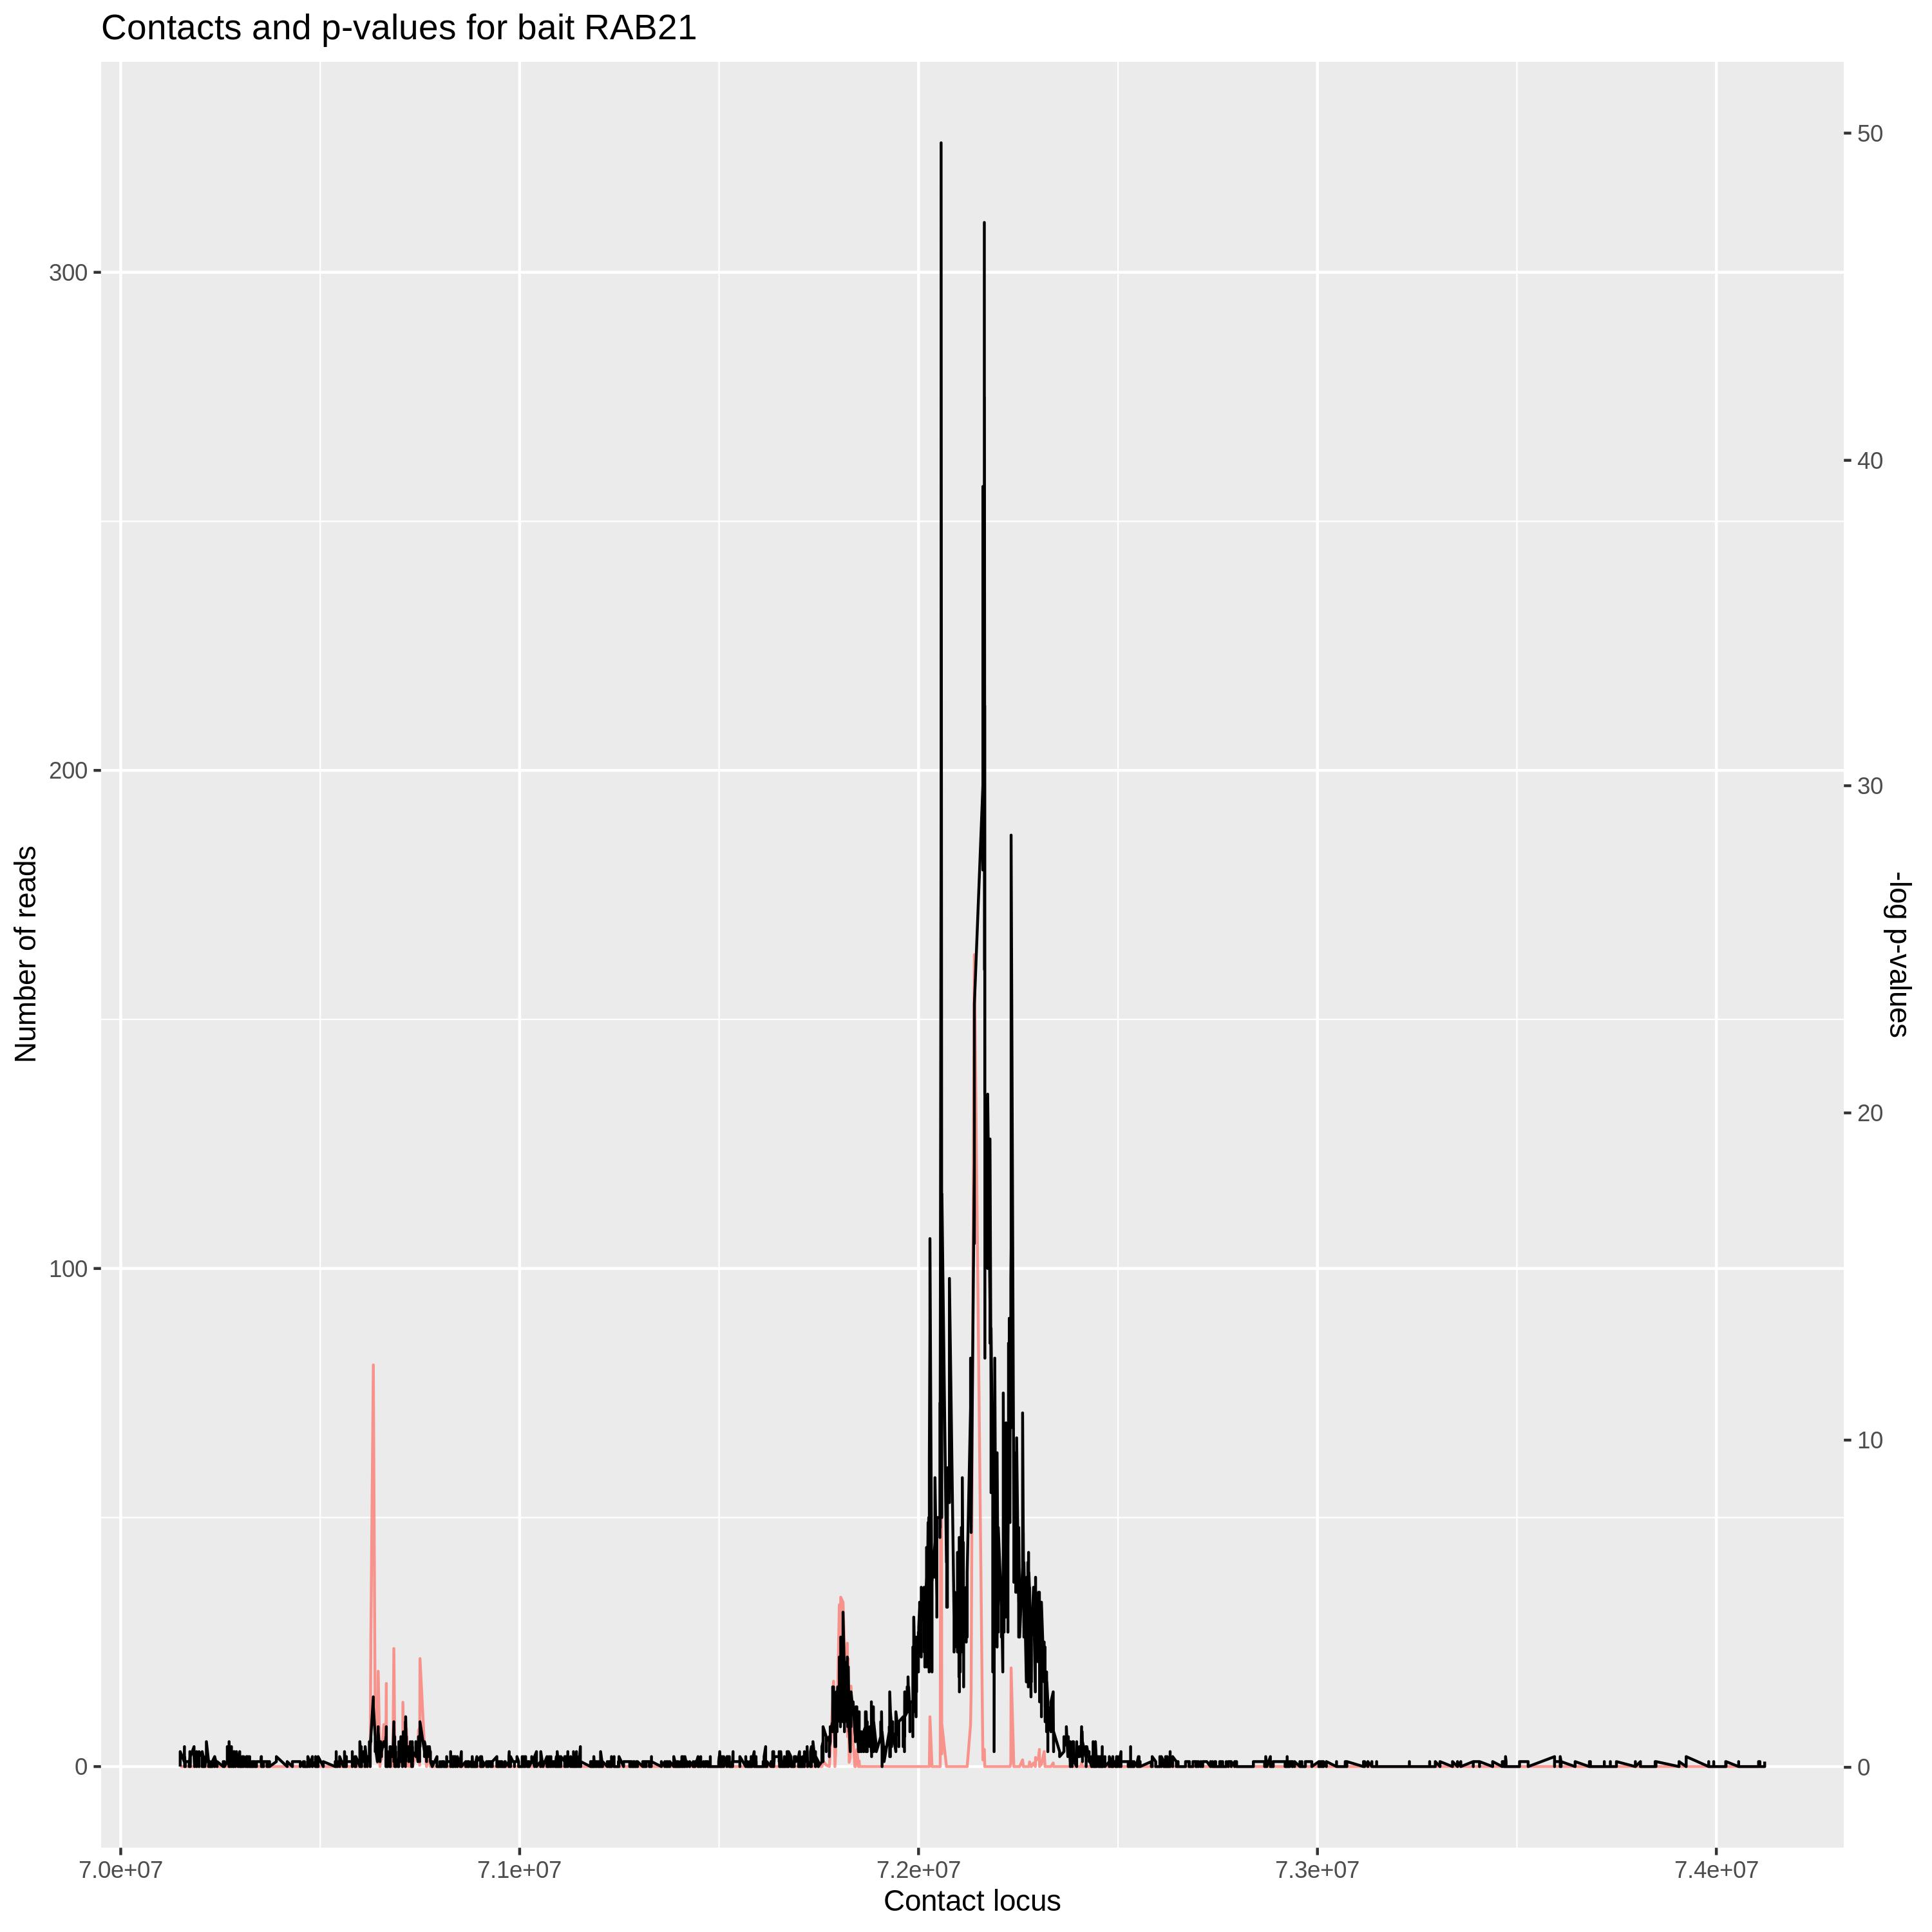 Contacts and p-values for bait RAB21
Number of reads
300
200
100
0
50
40
30
20
10
0
-log p-values
7.0e+07 7.1e+07 7.2e+07 7.3e+07 7.4e+07
Contact locus